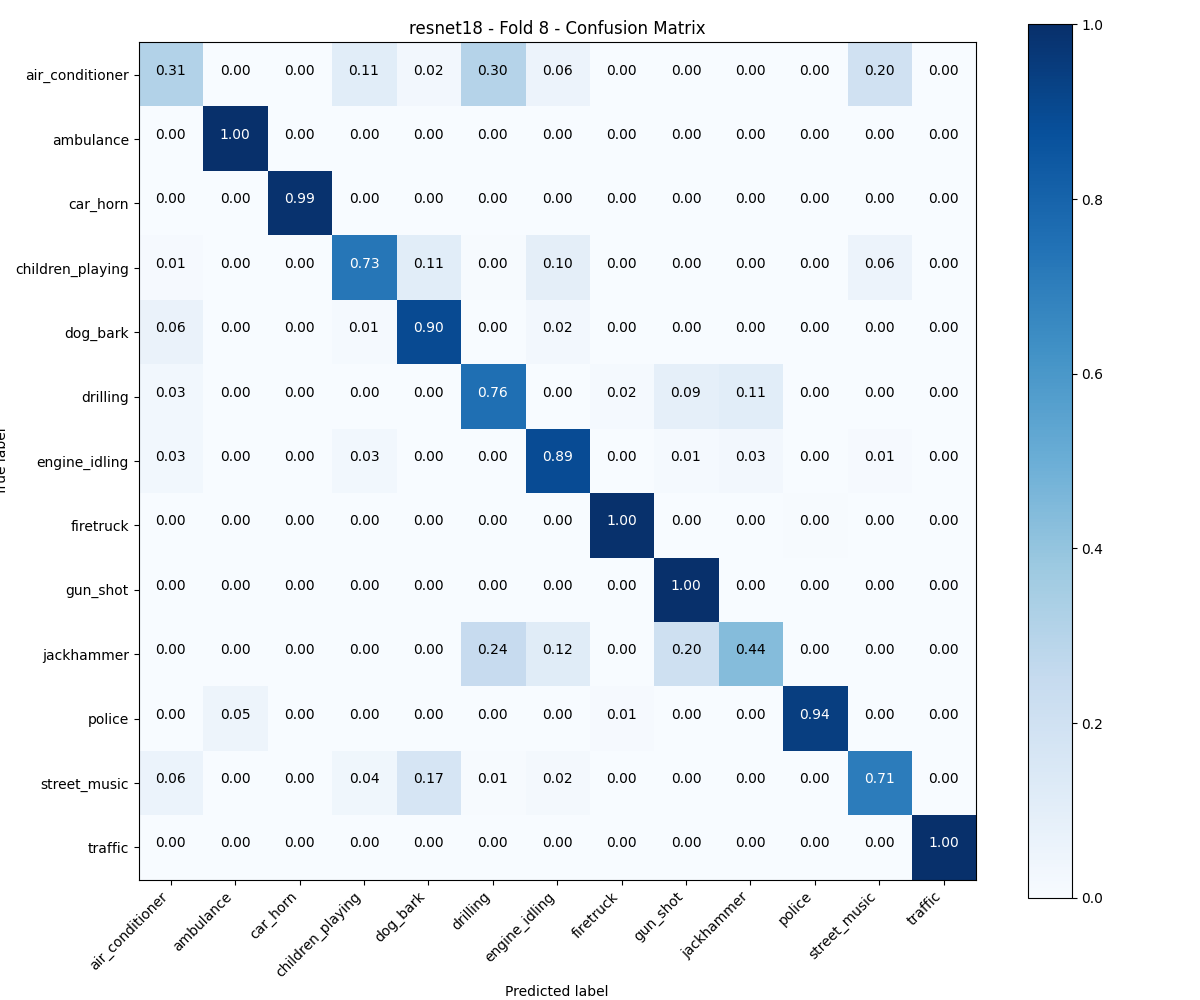 resnet18 - Fold 8 - Confusion Matrix
air_conditioner 0.31 0.00 0.00 0.11 0.02 0.30 0.06 0.00 0.00 0.00 0.00 0.20 0.00
ambulance 0.00 1.00 0.00 0.00 0.00 0.00 0.00 0.00 0.00 0.00 0.00 0.00 0.00
car_horn 0.00 0.00 0.99 0.00 0.00 0.00 0.00 0.00 0.00 0.00 0.00 0.00 0.00
children_playing 0.01 0.00 0.00 0.73 0.11 0.00 0.10 0.00 0.00 0.00 0.00 0.06 0.00
dog_bark 0.06 0.00 0.00 0.01 0.90 0.00 0.02 0.00 0.00 0.00 0.00 0.00 0.00
drilling 0.03 0.00 0.00 0.00 0.00 0.76 0.00 0.02 0.09 0.11 0.00 0.00 0.00
engine_idling 0.03 0.00 0.00 0.03 0.00 0.00 0.89 0.00 0.01 0.03 0.00 0.01 0.00
firetruck 0.00 0.00 0.00 0.00 0.00 0.00 0.00 1.00 0.00 0.00 0.00 0.00 0.00
gun_shot 0.00 0.00 0.00 0.00 0.00 0.00 0.00 0.00 1.00 0.00 0.00 0.00 0.00
jackhammer 0.00 0.00 0.00 0.00 0.00 0.24 0.12 0.00 0.20 0.44 0.00 0.00 0.00
police 0.00 0.05 0.00 0.00 0.00 0.00 0.00 0.01 0.00 0.00 0.94 0.00 0.00
street_music 0.06 0.00 0.00 0.04 0.17 0.01 0.02 0.00 0.00 0.00 0.00 0.71 0.00
traffic 0.00 0.00 0.00 0.00 0.00 0.00 0.00 0.00 0.00 0.00 0.00 0.00 1.00
air_conditioner ambulance car_horn children_playing dog_bark drilling engine_idling firetruck gun_shot jackhammer police street_music traffic
Predicted label
1.0
0.8
0.6
0.4
0.2
0.0